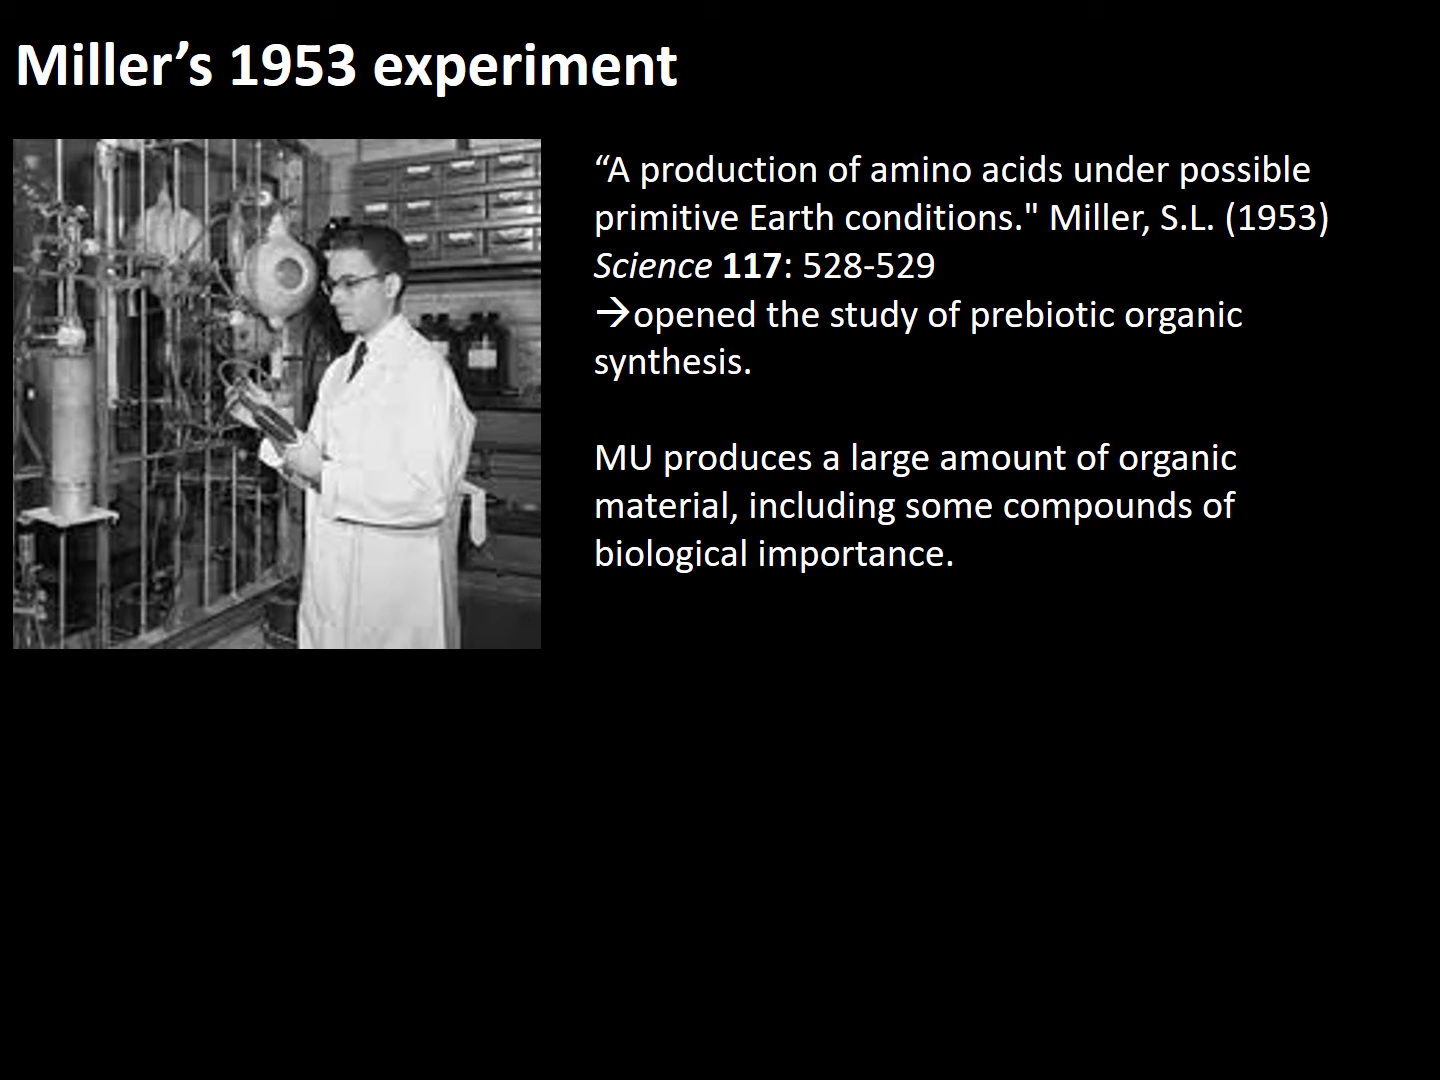 Miller’s 1953 experiment
“A production of amino acids under possible
primitive Earth conditions." Miller, S.L. (1953)
Science 117: 528-529
→opened the study of prebiotic organic
synthesis.
MU produces a large amount of organic
material, including some compounds of
biological importance.